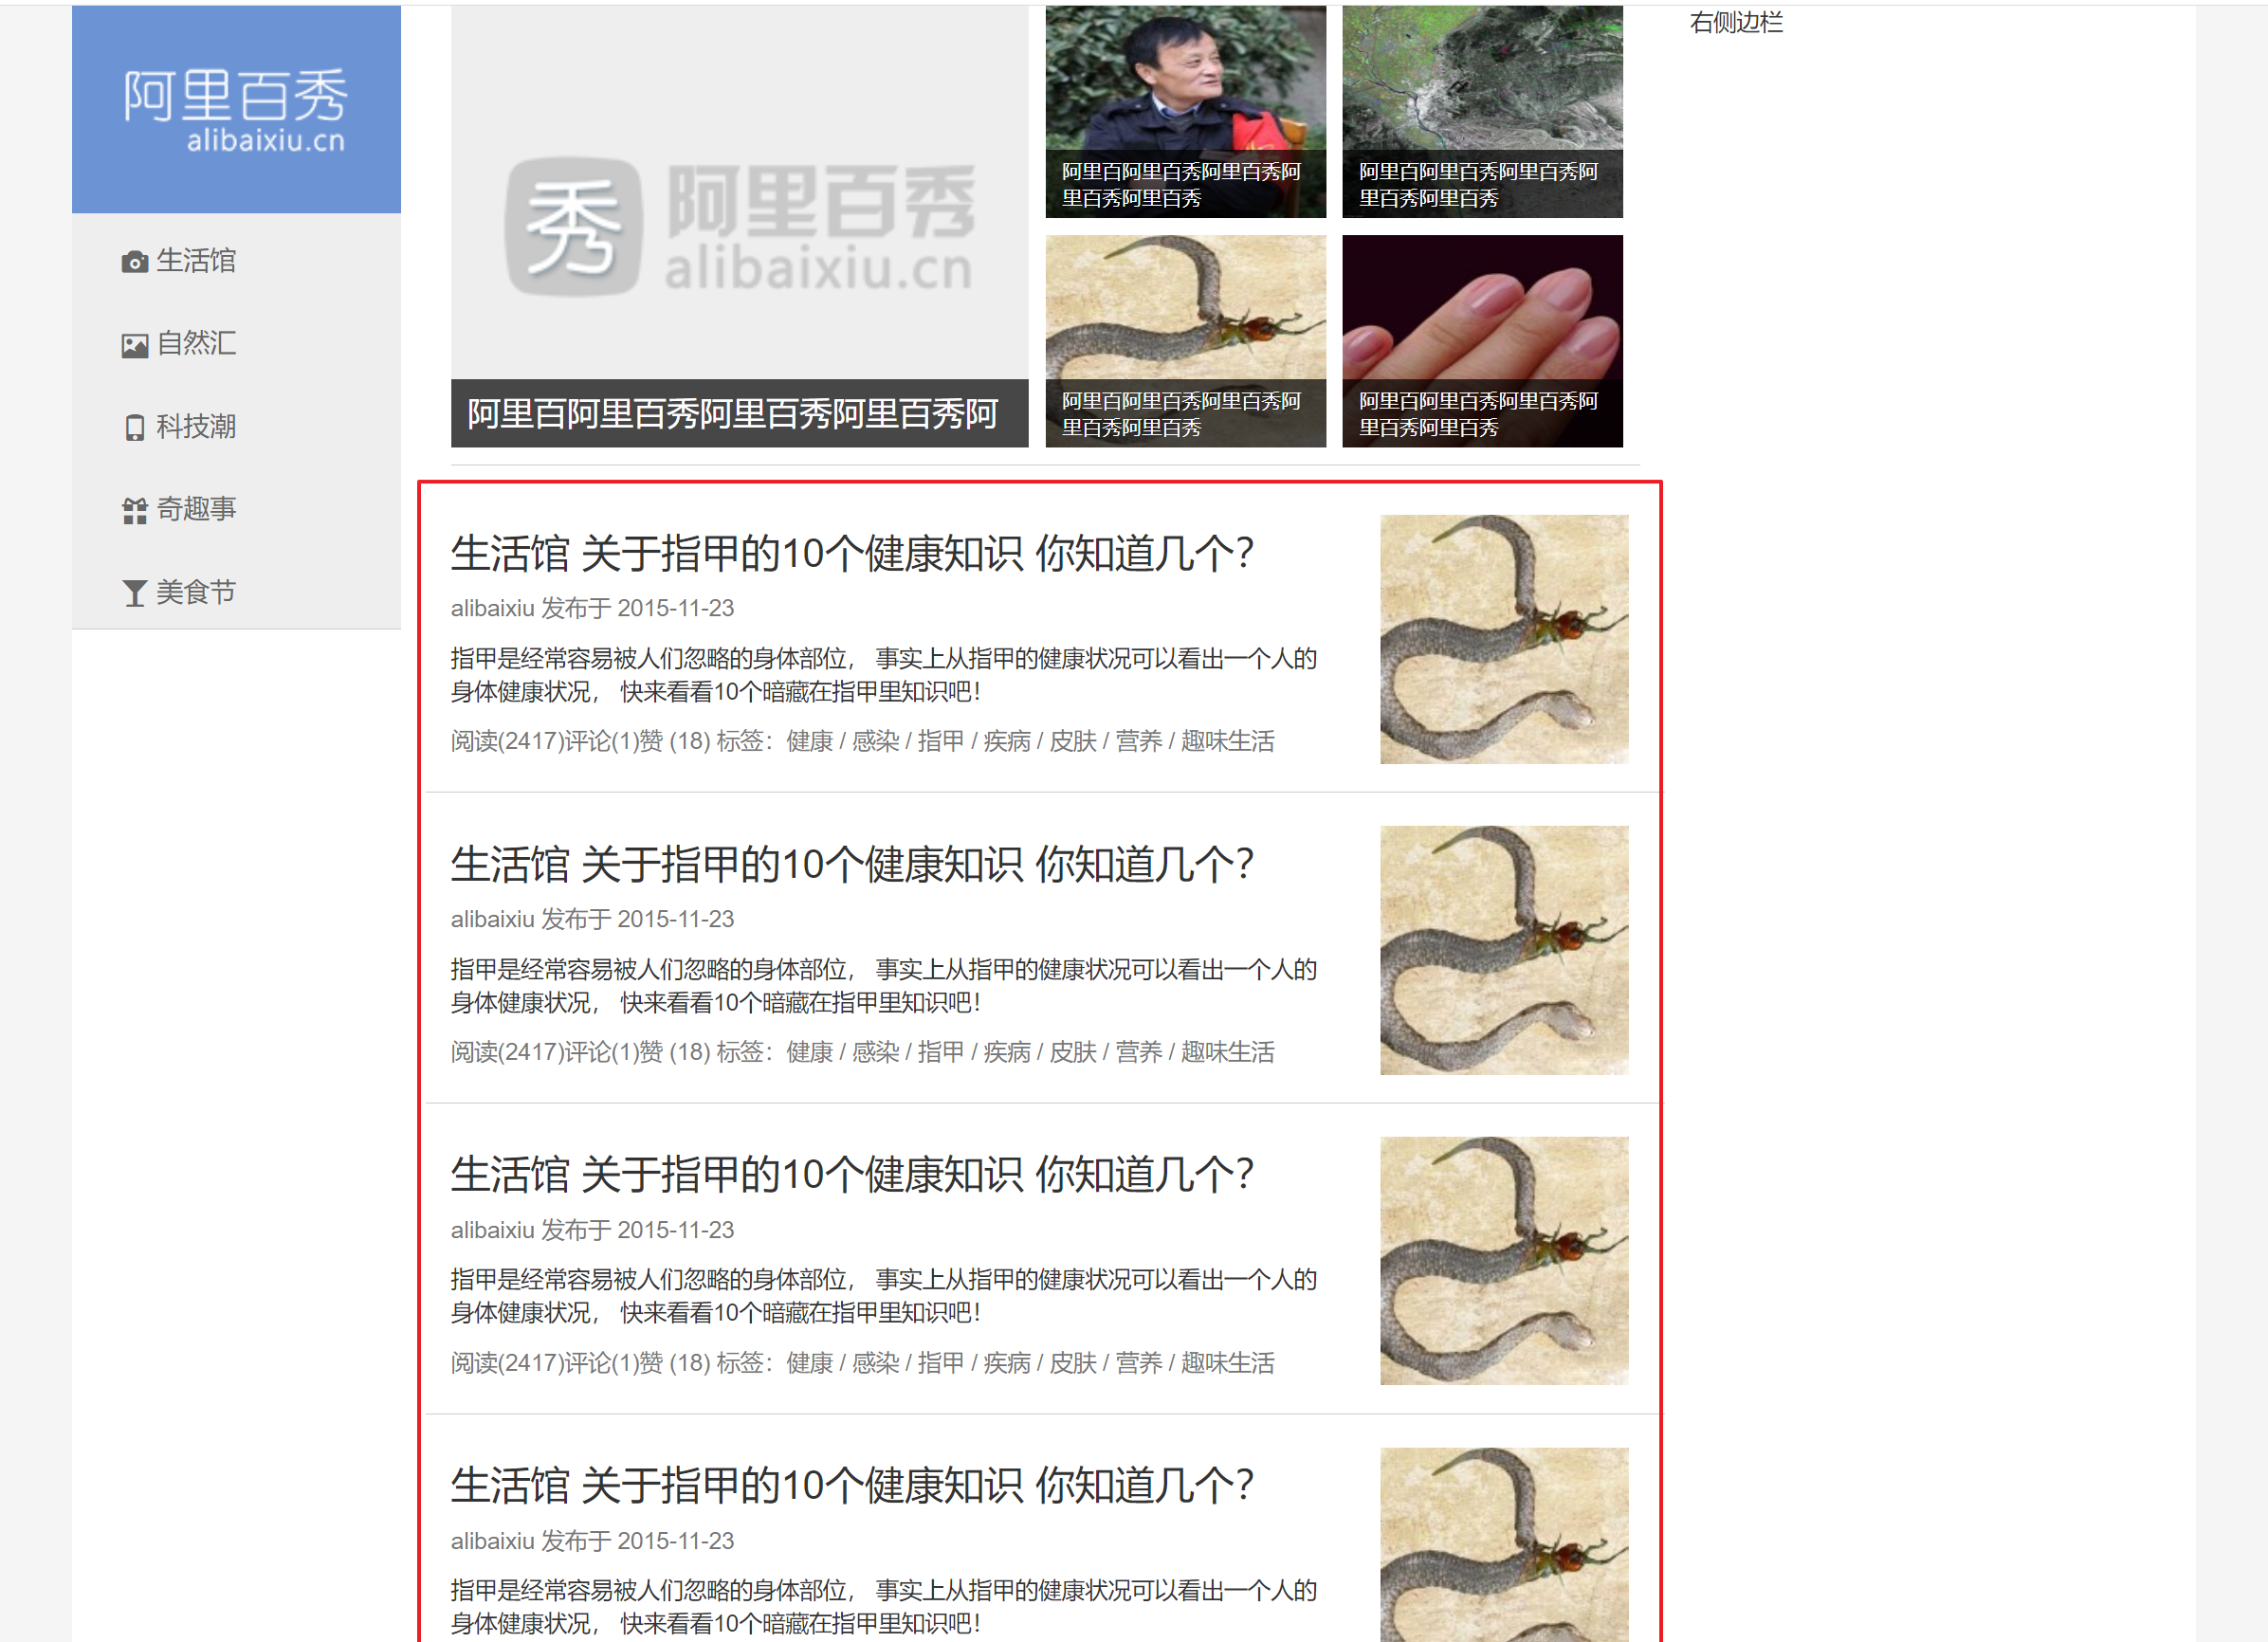 阿里百秀
alibaixiu.cn
生活馆
自然汇
科技潮
奇趣事
美食节
秀
阿里百秀
alibaixiu.cn
阿里百阿里百秀阿里百秀阿里百秀阿
阿里百阿里百秀阿里百秀阿
里百秀阿里百秀
阿里百阿里百秀阿里百秀阿
里百秀阿里百秀
阿里百阿里百秀阿里百秀阿
里百秀阿里百秀
阿里百阿里百秀阿里百秀阿
里百秀阿里百秀
生活馆 关于指甲的10个健康知识 你知道几个？
alibaixiu 发布于 2015-11-23
指甲是经常容易被人们忽略的身体部位， 事实上从指甲的健康状况可以看出一个人的
身体健康状况， 快来看看10个暗藏在指甲里知识吧！
阅读(2417)评论(1)赞 (18) 标签：健康 / 感染 / 指甲 / 疾病 / 皮肤 / 营养 / 趣味生活
生活馆 关于指甲的10个健康知识 你知道几个？
alibaixiu 发布于 2015-11-23
指甲是经常容易被人们忽略的身体部位， 事实上从指甲的健康状况可以看出一个人的
身体健康状况， 快来看看10个暗藏在指甲里知识吧！
阅读(2417)评论(1)赞 (18) 标签：健康 / 感染 / 指甲 / 疾病 / 皮肤 / 营养 / 趣味生活
生活馆 关于指甲的10个健康知识 你知道几个？
alibaixiu 发布于 2015-11-23
指甲是经常容易被人们忽略的身体部位， 事实上从指甲的健康状况可以看出一个人的
身体健康状况， 快来看看10个暗藏在指甲里知识吧！
阅读(2417)评论(1)赞 (18) 标签：健康 / 感染 / 指甲 / 疾病 / 皮肤 / 营养 / 趣味生活
生活馆 关于指甲的10个健康知识 你知道几个？
alibaixiu 发布于 2015-11-23
指甲是经常容易被人们忽略的身体部位， 事实上从指甲的健康状况可以看出一个人的
身体健康状况， 快来看看10个暗藏在指甲里知识吧！
右侧边栏